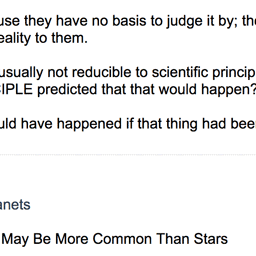 use they have no basis to judge it by; th
eality to them.
usually not reducible to scientific princip
IPLE predicted that that would happen?
uld have happened if that thing had bee
anets
May Be More Common Than Stars